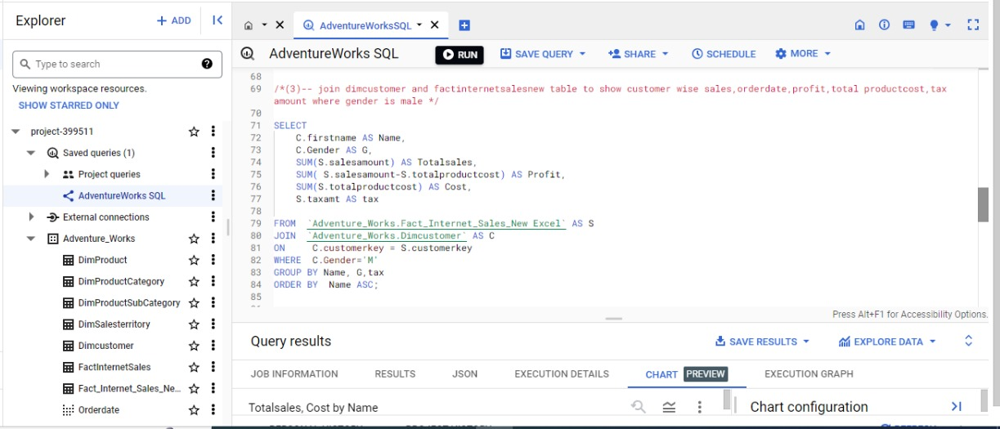 Explorer
+ ADD
Type to search
Viewing workspace resources.
SHOW STARRED ONLY
project-399511
Saved queries (1)
Project queries
AdventureWorks SQL
External connections
Adventure_Works
DimProduct
DimProductCategory
DimProductSubCategory
DimSalesterritory
Dimcustomer
FactInternetSales
Fact_Internet_Sales_Ne...
Orderdate
AdventureWorksSQL
AdventureWorks SQL
RUN
SAVE QUERY
SHARE
SCHEDULE
MORE
68
69 /*(3)-- join dimcustomer and factinternetsalesnew table to show customer wise sales,orderdate,profit,total productcost,tax
amount where gender is male */
70
71 SELECT
72 C.firstname AS Name,
73 C.Gender AS G,
74 SUM(S.salesamount) AS Totalsales,
75 SUM( S.salesamount-S.totalproductcost) AS Profit,
76 SUM(S.totalproductcost) AS Cost,
77 S.taxamt AS tax
78
79 FROM `Adventure_Works.Fact_Internet_Sales_New Excel` AS S
80 JOIN `Adventure_Works.Dimcustomer` AS C
81 ON C.customerkey = S.customerkey
82 WHERE C.Gender='M'
83 GROUP BY Name, G,tax
84 ORDER BY Name ASC;
85
Press Alt+F1 for Accessibility Options.
Query results
SAVE RESULTS
EXPLORE DATA
JOB INFORMATION
RESULTS
JSON
EXECUTION DETAILS
CHART PREVIEW
EXECUTION GRAPH
Totalsales, Cost by Name
Chart configuration